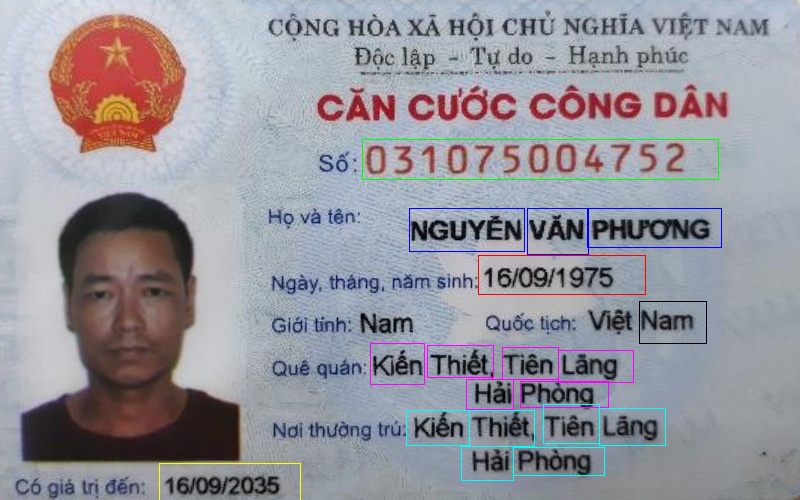 CỘNG HÒA XÃ HỘI CHỦ NGHĨA VIỆT NAM
Độc lập - Tự do - Hạnh phúc
CĂN CƯỚC CÔNG DÂN
Số: 031075004752
Họ và tên: NGUYỄN VĂN PHƯƠNG
Ngày, tháng, năm sinh: 16/09/1975
Giới tính: Nam Quốc tịch: Việt Nam
Quê quán: Kiến Thiết, Tiên Lãng
Hải Phòng
Nơi thường trú: Kiến Thiết, Tiên Lãng
Hải Phòng
Có giá trị đến: 16/09/2035